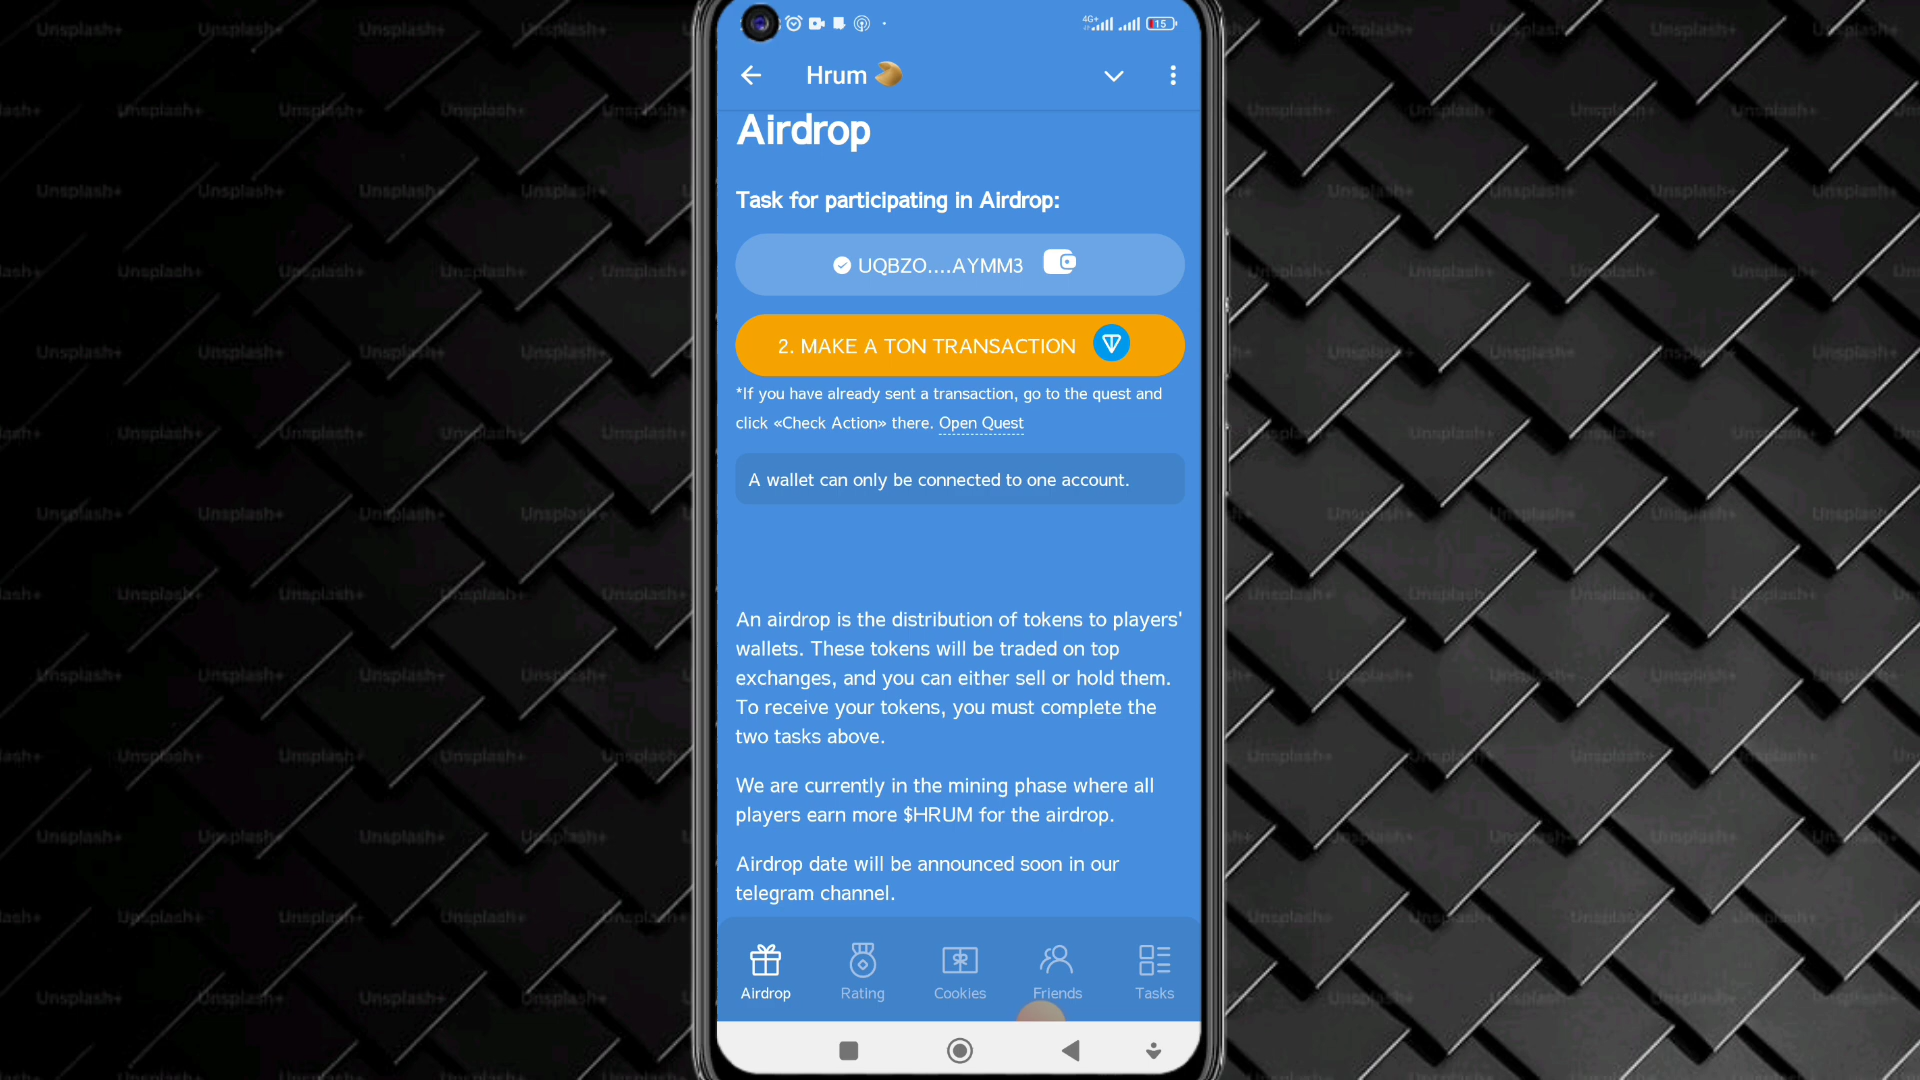 4G+ 15
Hrum
Airdrop
Task for participating in Airdrop:
UQBZO....AYMM3
2. MAKE A TON TRANSACTION
*If you have already sent a transaction, go to the quest and
click «Check Action» there. Open Quest
A wallet can only be connected to one account.
An airdrop is the distribution of tokens to players'
wallets. These tokens will be traded on top
exchanges, and you can either sell or hold them.
To receive your tokens, you must complete the
two tasks above.
We are currently in the mining phase where all
players earn more $HRUM for the airdrop.
Airdrop date will be announced soon in our
telegram channel.
Airdrop Rating Cookies Friends Tasks
Unsplash+